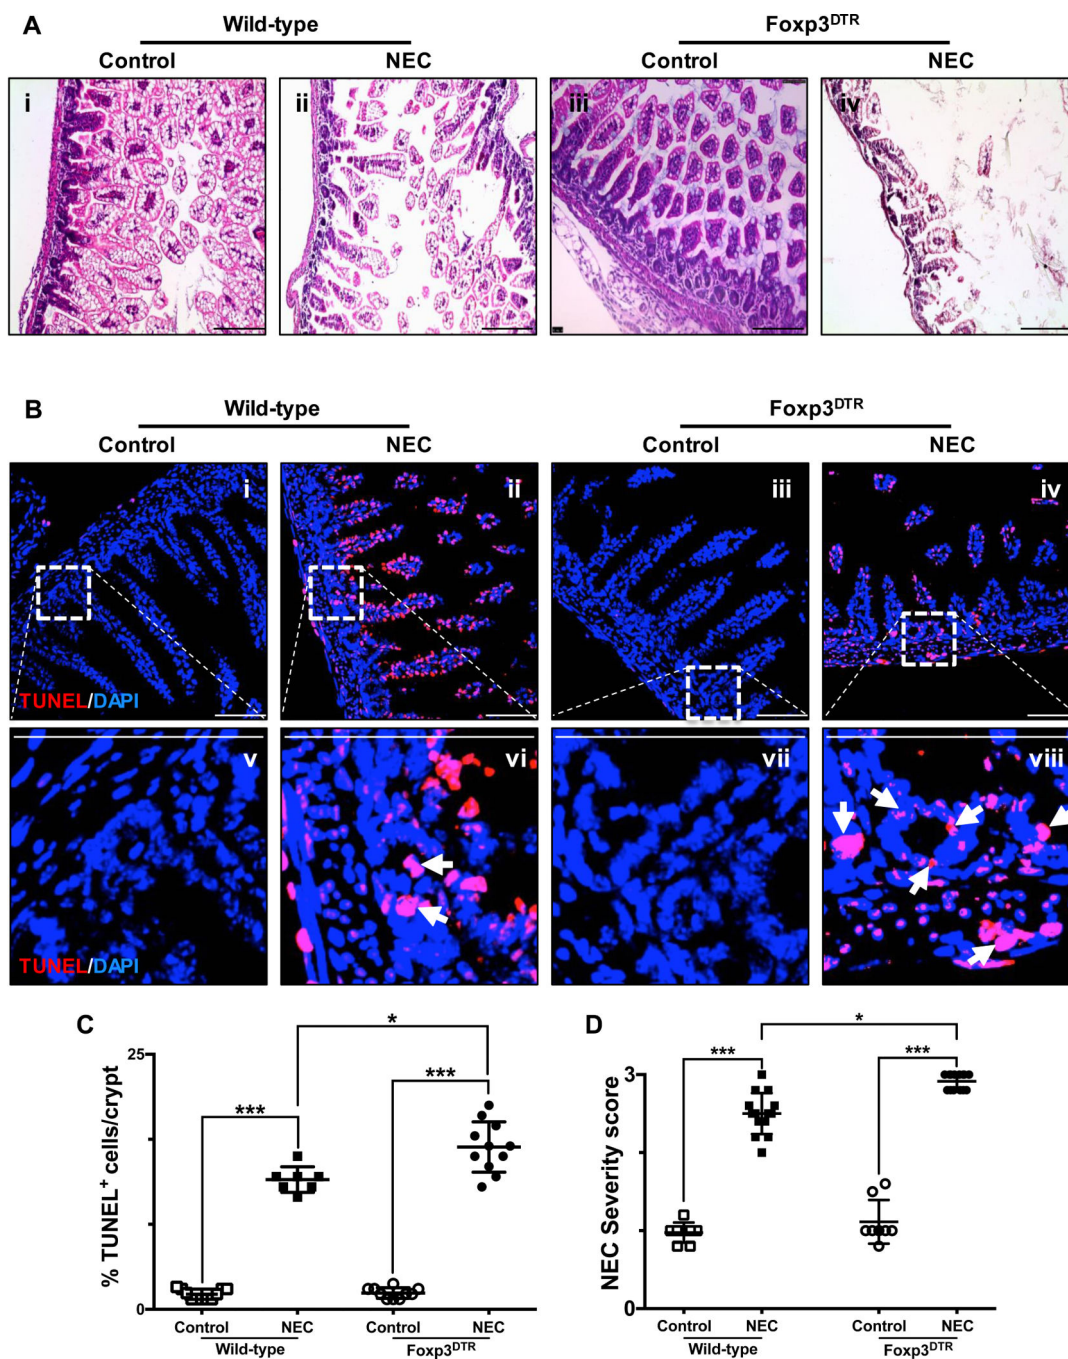 A
Wild-type
Foxp3DTR
Control
NEC
Control
NEC
i
ii
iii
iv
B
Wild-type
Foxp3DTR
Control
NEC
Control
NEC
i
ii
iii
iv
TUNEL/DAPI
v
vi
vii
viii
TUNEL/DAPI
C
% TUNEL+ cells/crypt
25
0
***
*
***
Control
NEC
Control
NEC
Wild-type
Foxp3DTR
D
NEC Severity score
3
0
***
*
***
Control
NEC
Control
NEC
Wild-type
Foxp3DTR